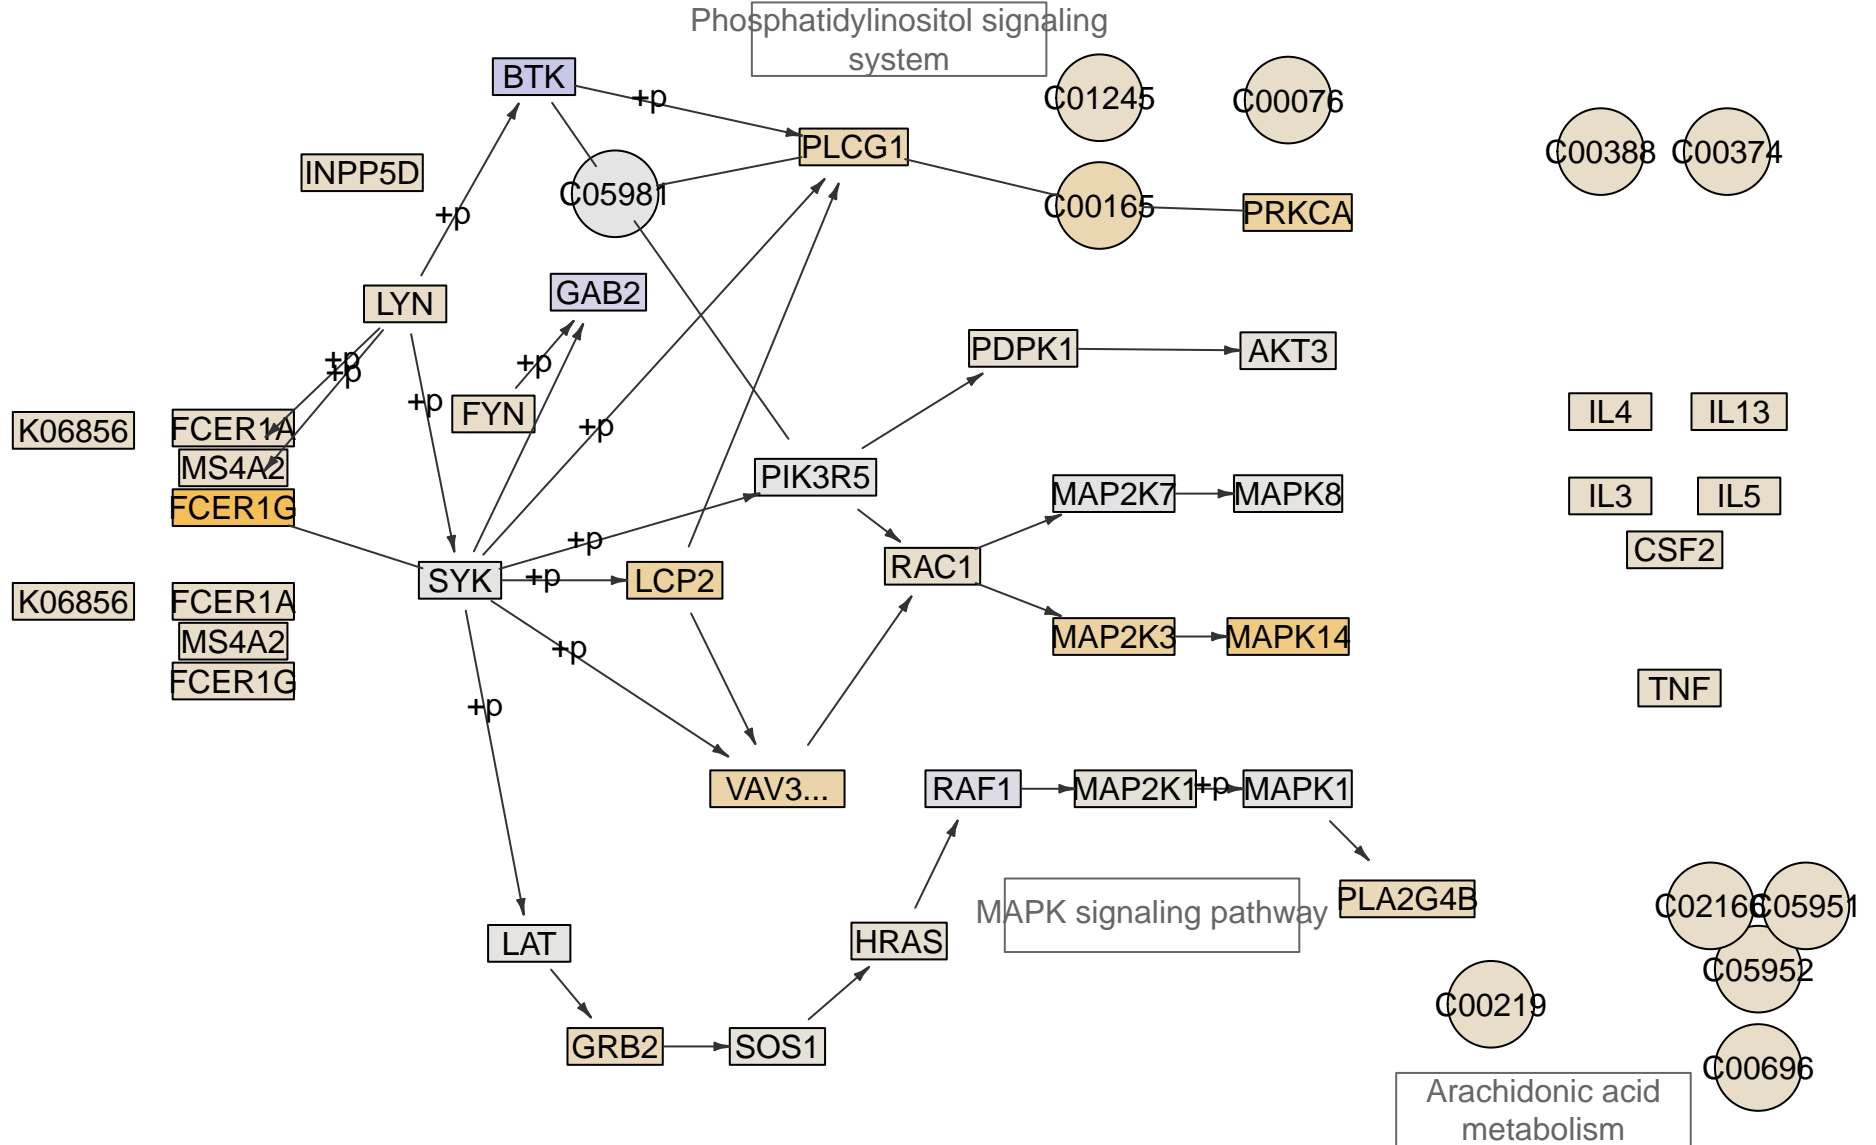 Phosphatidylinositol signaling
system
BTK
+p
C01245
C00076
PLCG1
C00388
C00374
INPP5D
C05981
C00165
PRKCA
+p
LYN
GAB2
PDPK1
AKT3
+p
+p
+p
+p
FYN
K06856
FCER1A
+p
IL4
IL13
MS4A2
PIK3R5
FCER1G
MAP2K7
MAPK8
IL3
IL5
+p
CSF2
SYK
+p
LCP2
RAC1
K06856
FCER1A
MS4A2
+p
MAP2K3
MAPK14
FCER1G
TNF
+p
VAV3...
RAF1
MAP2K1
+p
MAPK1
MAPK signaling pathway
PLA2G4B
C02166
C05951
LAT
HRAS
C05952
C00219
GRB2
SOS1
C00696
Arachidonic acid
metabolism